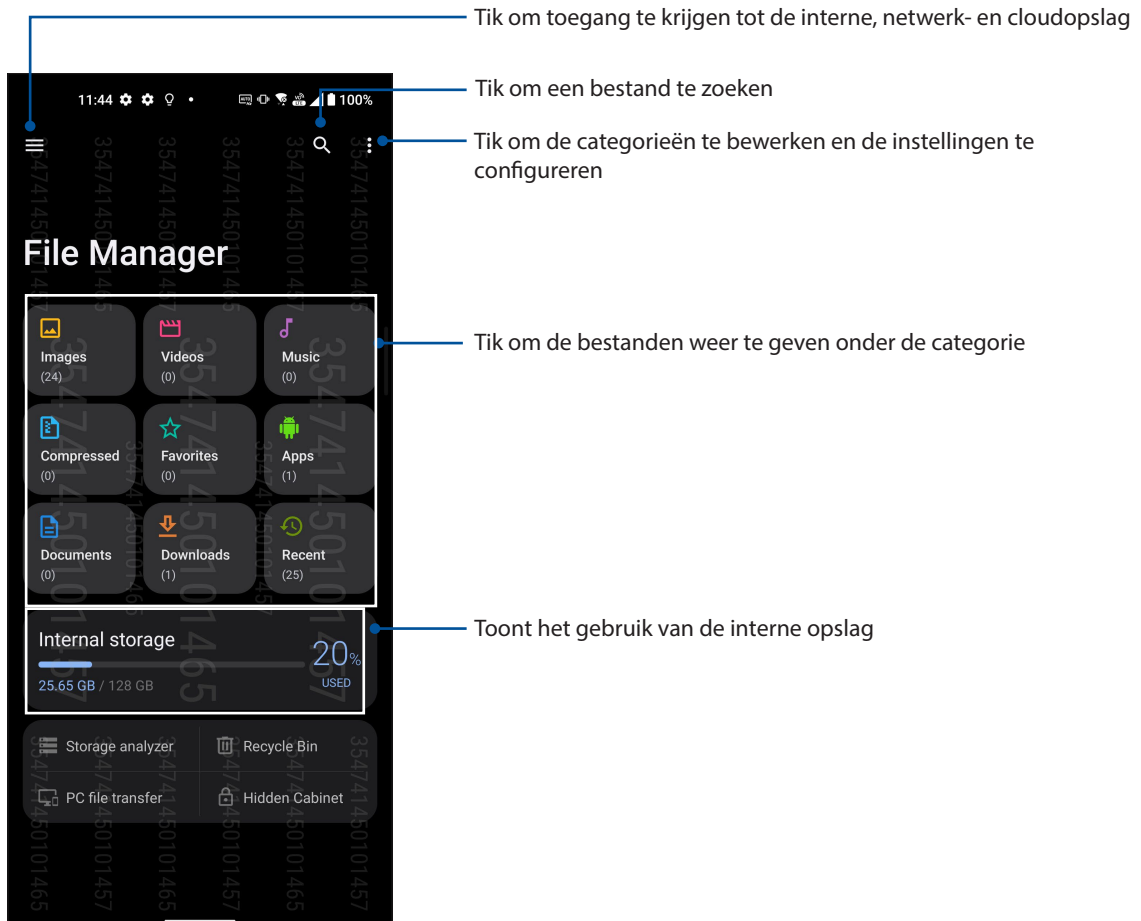 Tik om toegang te krijgen tot de interne, netwerk- en cloudopslag
11:44
100%
Tik om een bestand te zoeken
Tik om de categorieën te bewerken en de instellingen te
configureren
File Manager
Images
(24)
Videos
(0)
Music
(0)
Tik om de bestanden weer te geven onder de categorie
Compressed
(0)
Favorites
(0)
Apps
(1)
Documents
(0)
Downloads
(1)
Recent
(25)
Internal storage
25.65 GB / 128 GB
20%
USED
Toont het gebruik van de interne opslag
Storage analyzer
Recycle Bin
PC file transfer
Hidden Cabinet
354741450101465
354741450101457